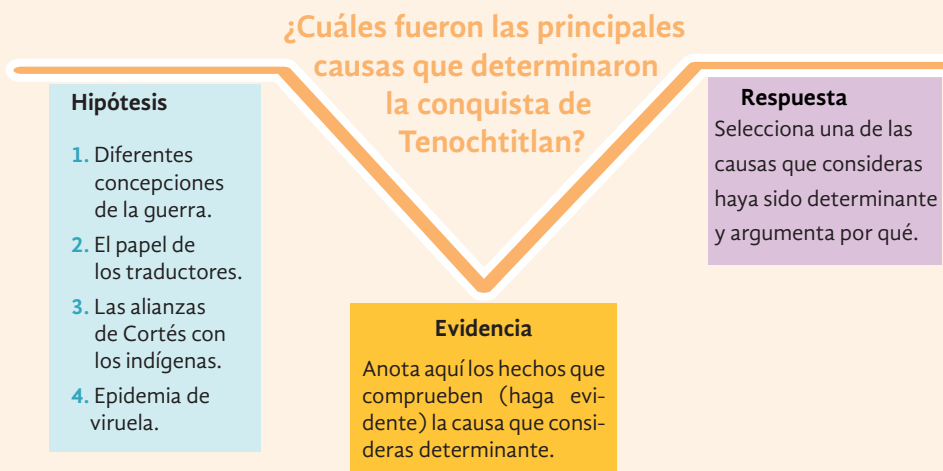 ¿Cuáles fueron las principales
causas que determinaron
la conquista de
Tenochtitlan?
Hipótesis
1. Diferentes
concepciones
de la guerra.
2. El papel de
los traductores.
3. Las alianzas
de Cortés con
los indígenas.
4. Epidemia de
viruela.
Evidencia
Anota aquí los hechos que
comprueben (haga evi-
dente) la causa que consi-
deras determinante.
Respuesta
Selecciona una de las
causas que consideras
haya sido determinante
y argumenta por qué.